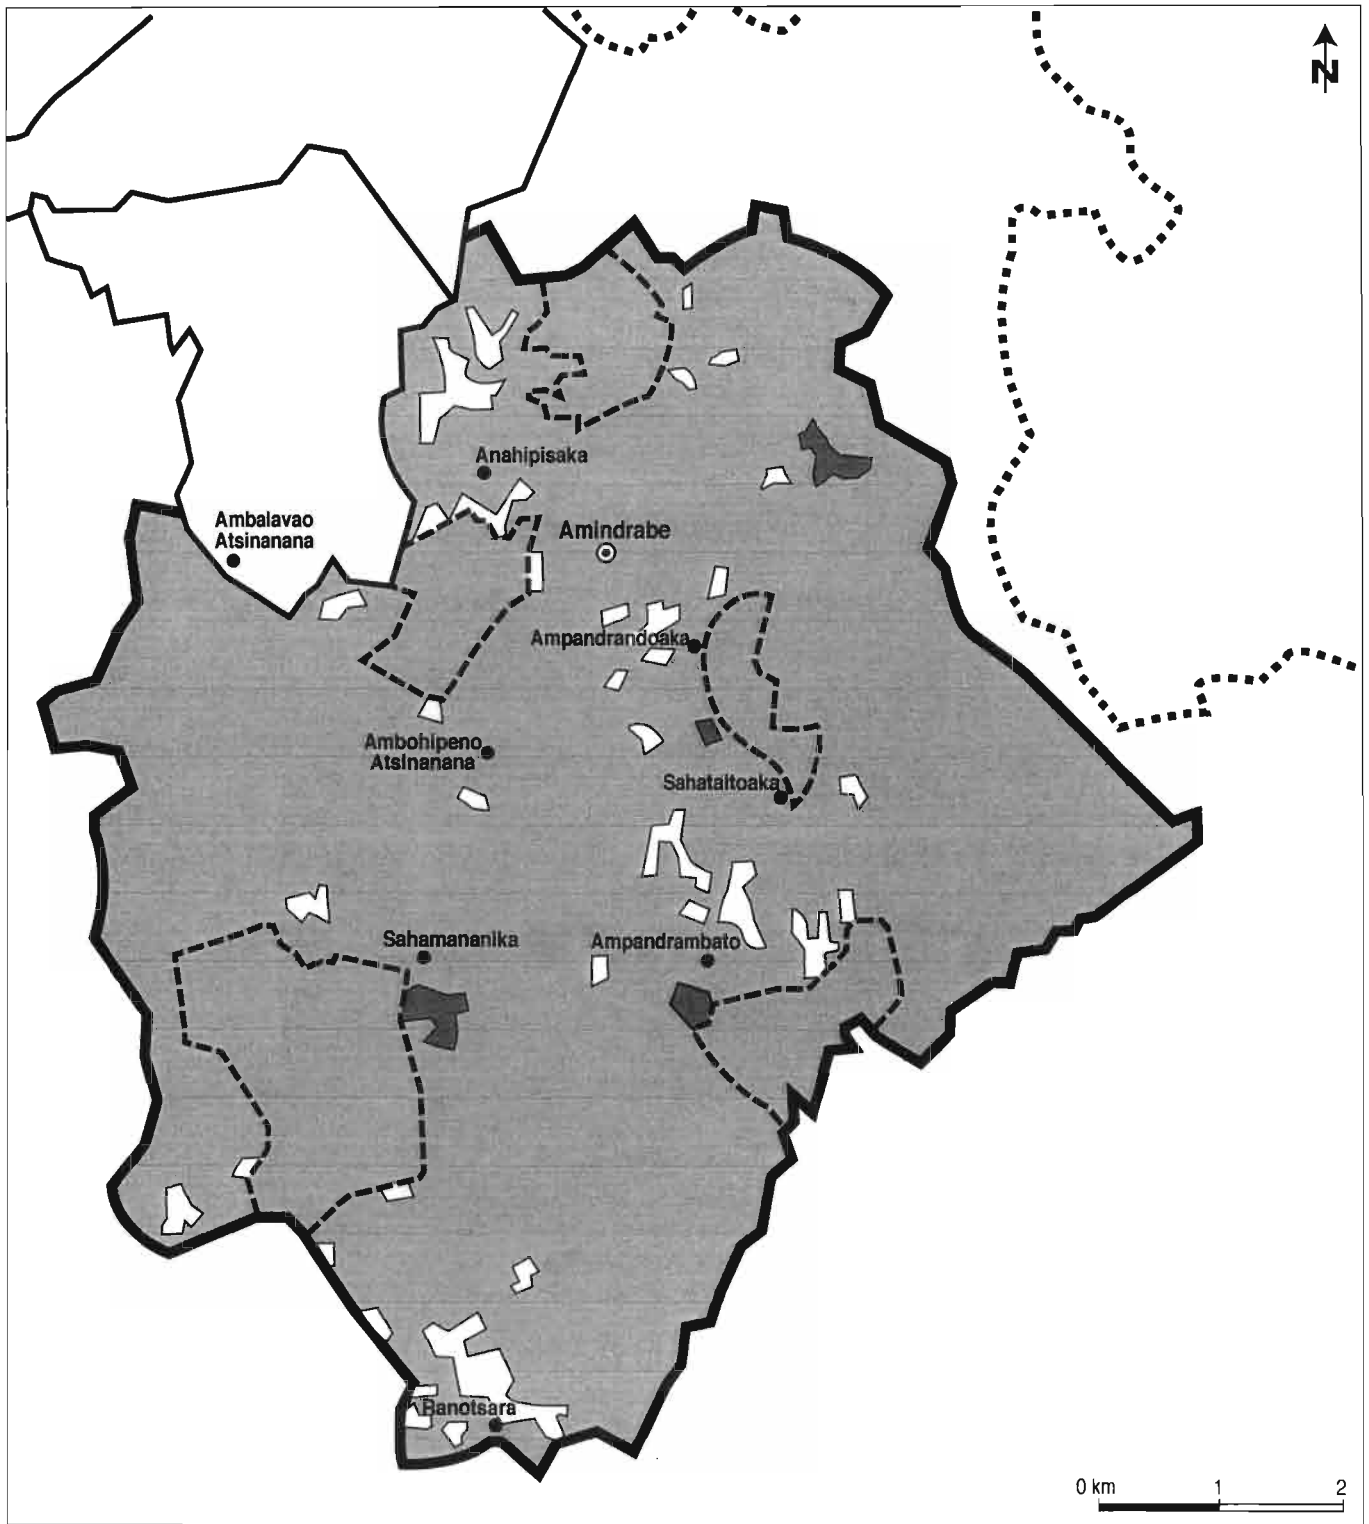 N
Anahipisaka
Ambalavao
Atsinanana
Amindrabe
Ampandrandoaka
Ambohipeno
Atsinanana
Sahataitoaka
Sahamananika
Ampandrambato
Ranotsara
0 km 1 2